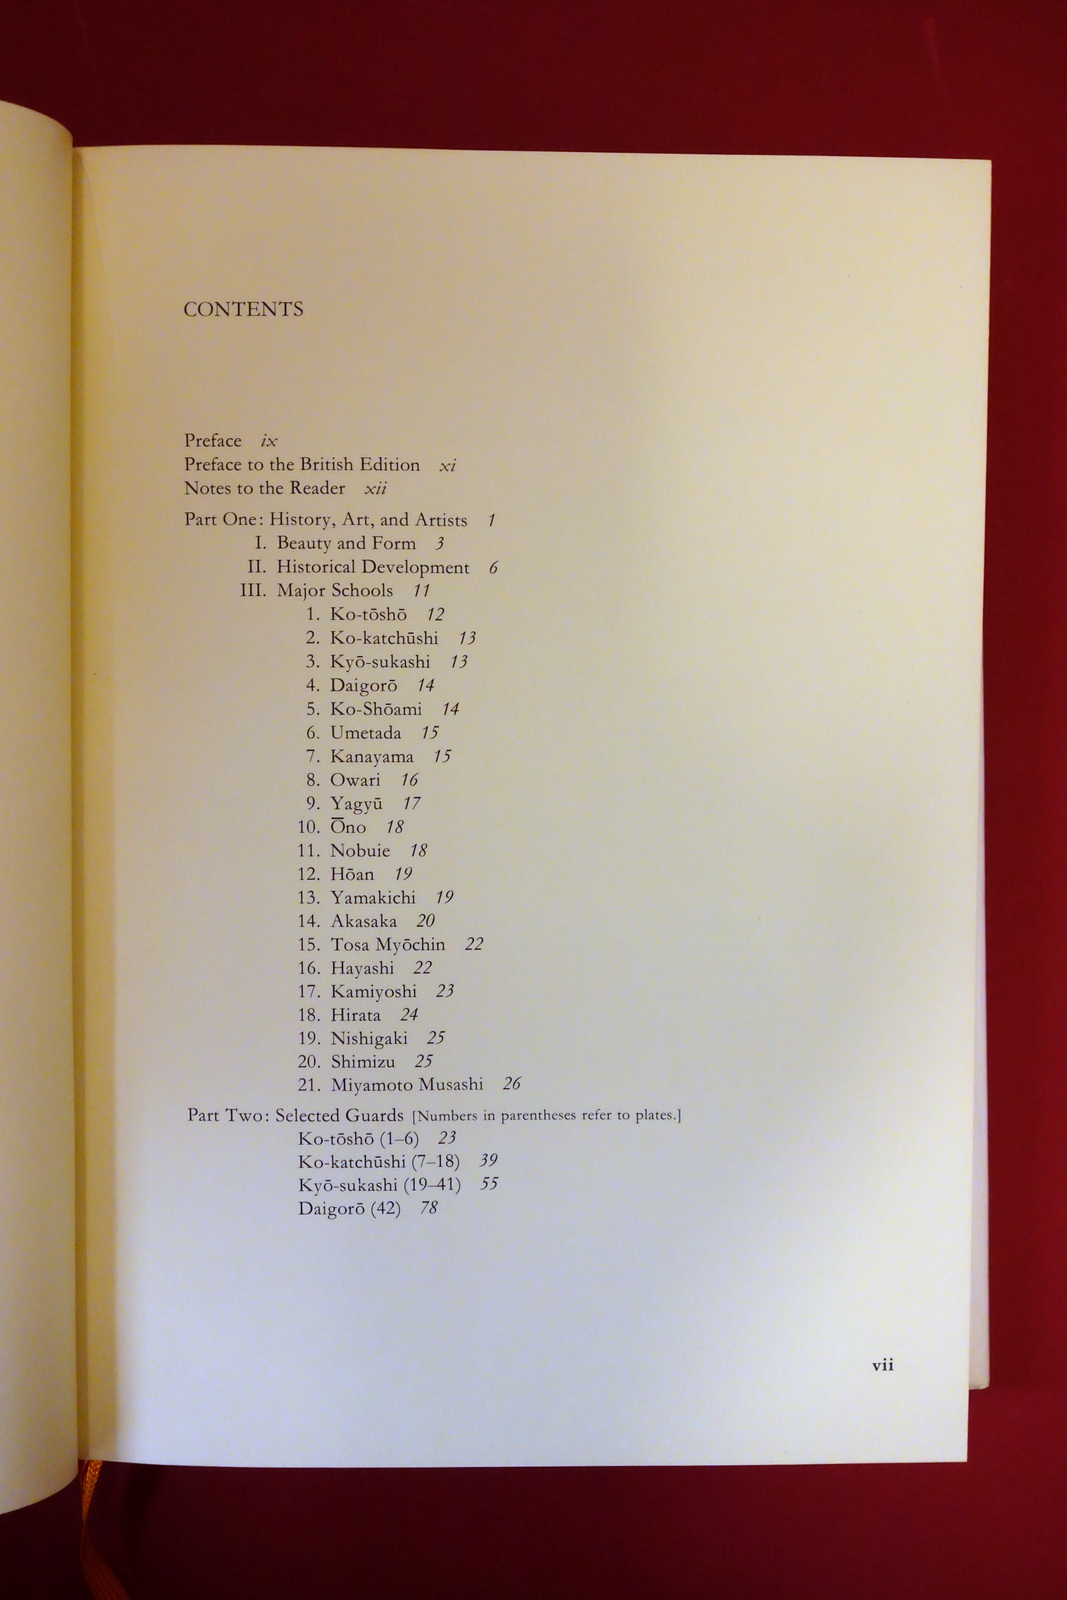 CONTENTS
Preface ix
Preface to the British Edition xi
Notes to the Reader xii
Part One: History, Art, and Artists 1
I. Beauty and Form 3
II. Historical Development 6
III. Major Schools 11
1. Ko-tōshō 12
2. Ko-katchūshi 13
3. Kyō-sukashi 13
4. Daigorō 14
5. Ko-Shōami 14
6. Umetada 15
7. Kanayama 15
8. Owari 16
9. Yagyū 17
10. Ōno 18
11. Nobuie 18
12. Hōan 19
13. Yamakichi 19
14. Akasaka 20
15. Tosa Myōchin 22
16. Hayashi 22
17. Kamiyoshi 23
18. Hirata 24
19. Nishigaki 25
20. Shimizu 25
21. Miyamoto Musashi 26
Part Two: Selected Guards [Numbers in parentheses refer to plates.]
Ko-tōshō (1–6) 23
Ko-katchūshi (7–18) 39
Kyō-sukashi (19–41) 55
Daigorō (42) 78
vii